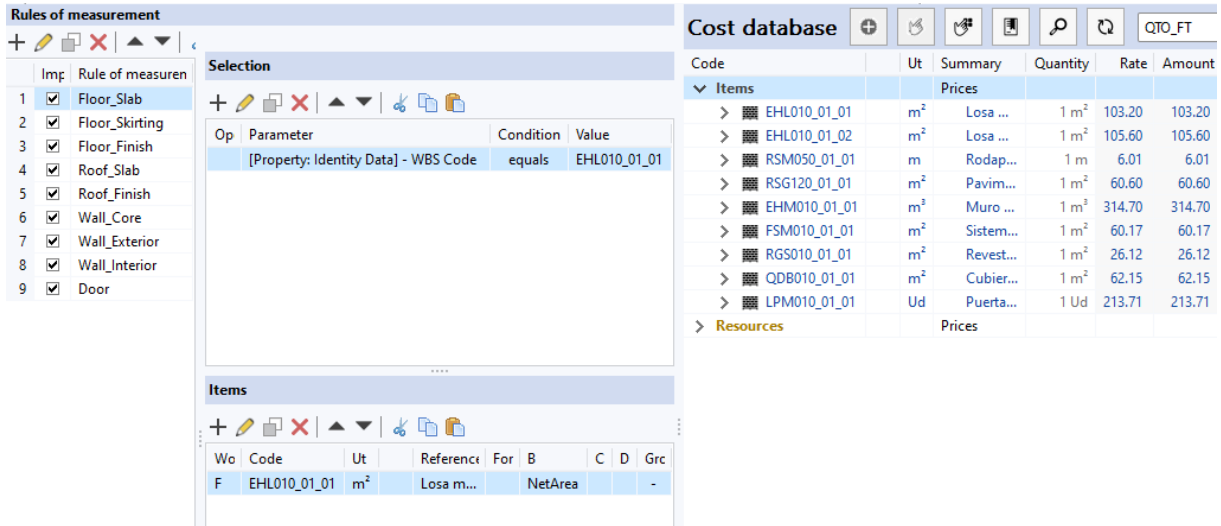 Rules of measurement
Imp Rule of measuren
1 Floor_Slab
2 Floor_Skirting
3 Floor_Finish
4 Roof_Slab
5 Roof_Finish
6 Wall_Core
7 Wall_Exterior
8 Wall_Interior
9 Door
Selection
Op Parameter Condition Value
[Property: Identity Data] - WBS Code equals EHL010_01_01
Items
Wo Code Ut Reference For B C D Grc
F EHL010_01_01 m² Losa m... NetArea -
Cost database QTO_FT
Code Ut Summary Quantity Rate Amount
Items Prices
EHL010_01_01 m² Losa ... 1 m² 103.20 103.20
EHL010_01_02 m² Losa ... 1 m² 105.60 105.60
RSM050_01_01 m Rodap... 1 m 6.01 6.01
RSG120_01_01 m² Pavim... 1 m² 60.60 60.60
EHM010_01_01 m³ Muro ... 1 m³ 314.70 314.70
FSM010_01_01 m² Sistem... 1 m² 60.17 60.17
RGS010_01_01 m² Revest... 1 m² 26.12 26.12
QDB010_01_01 m² Cubier... 1 m² 62.15 62.15
LPM010_01_01 Ud Puerta... 1 Ud 213.71 213.71
Resources Prices